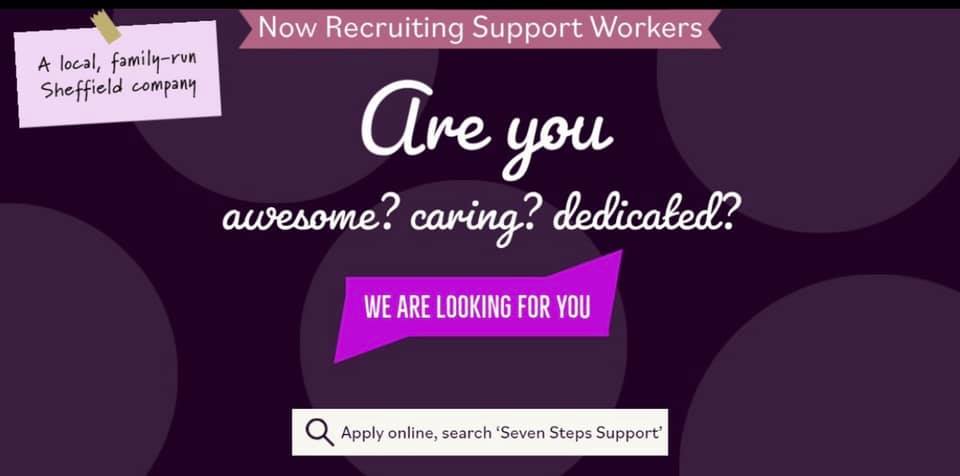 Now Recruiting Support Workers
A local, family-run
Sheffield company
Are you
awesome? caring? dedicated?
WE ARE LOOKING FOR YOU
Apply online, search ‘Seven Steps Support’